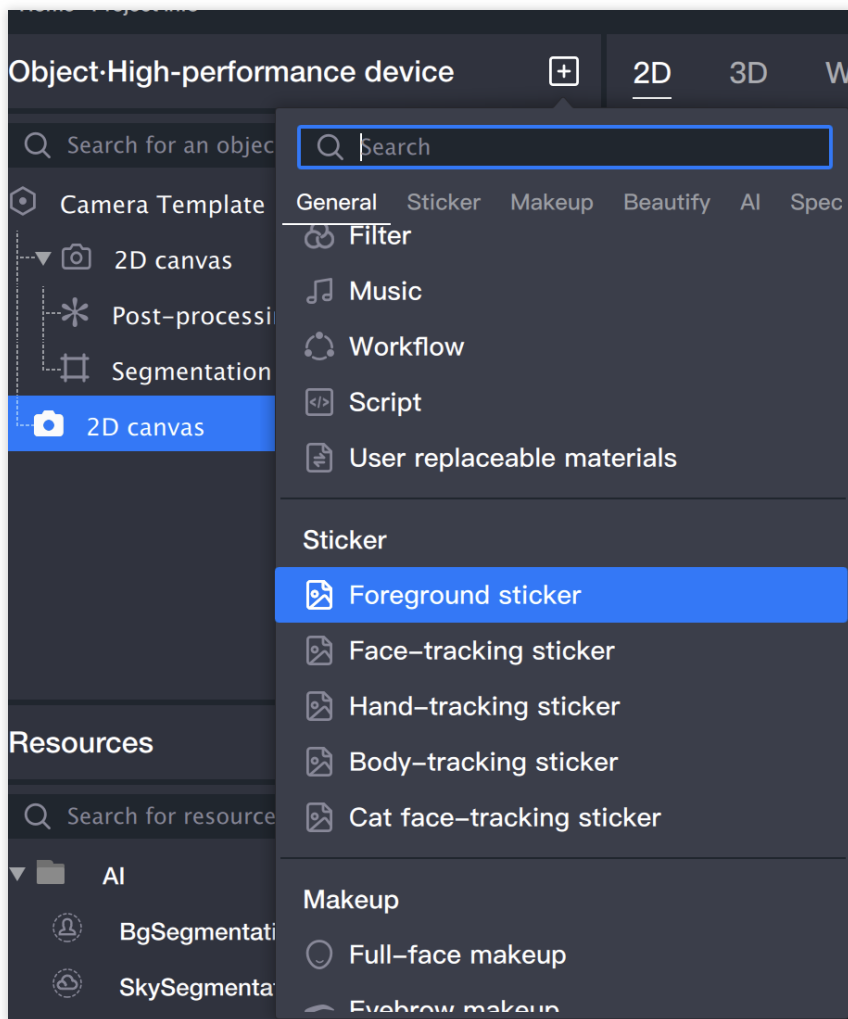 Object·High-performance device
2D
3D
Search for an objec
Search
Camera Template
General
Sticker
Makeup
Beautify
AI
Spec
Filter
2D canvas
Music
Post-processi
Workflow
Segmentation
Script
2D canvas
User replaceable materials
Sticker
Foreground sticker
Face-tracking sticker
Hand-tracking sticker
Resources
Body-tracking sticker
Search for resource
Cat face-tracking sticker
AI
Makeup
BgSegmentati
Full-face makeup
SkySegmenta
Eyebrow makeup